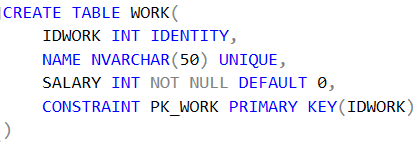 CREATE TABLE WORK(
IDWORK INT IDENTITY,
NAME NVARCHAR(50) UNIQUE,
SALARY INT NOT NULL DEFAULT 0,
CONSTRAINT PK_WORK PRIMARY KEY(IDWORK)
)